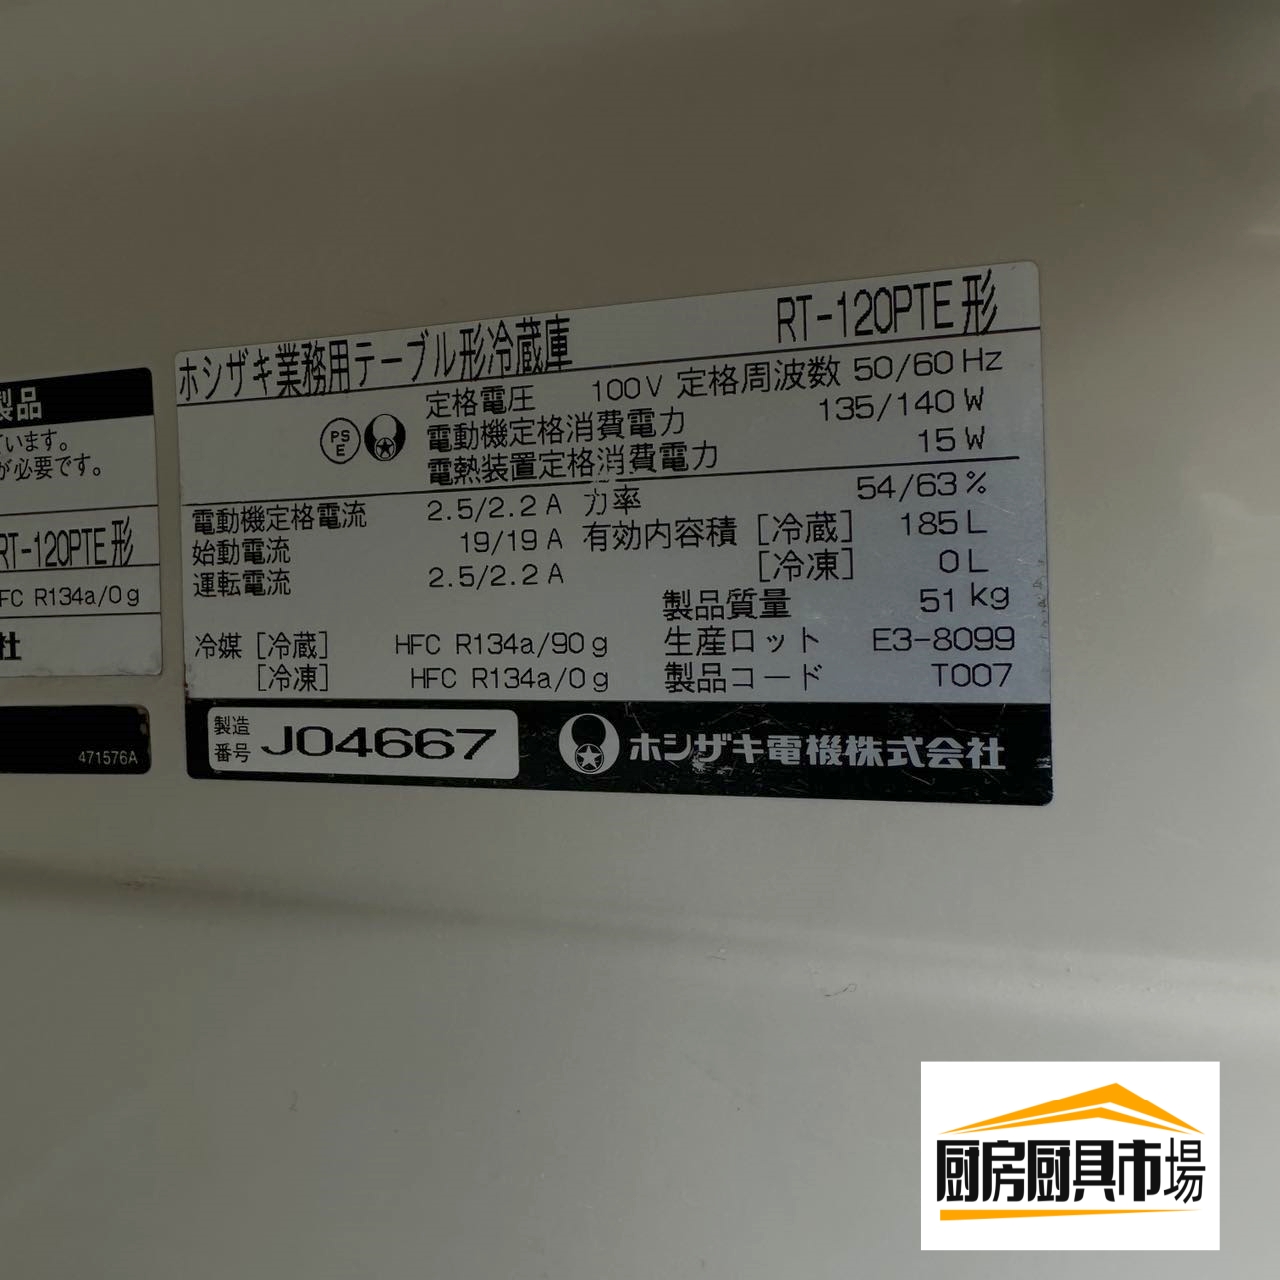 製品
います。
が必要です。
RT-120PTE形
FC R134a/0g
社
471576A
ホシザキ業務用テーブル形冷蔵庫 RT-120PTE形
定格電圧 100V 定格周波数 50/60Hz
電動機定格消費電力 135/140W
電熱装置定格消費電力 15W
PS
E
電動機定格電流 2.5/2.2A 力率 54/63%
始動電流 19/19A 有効内容積 [冷蔵] 185L
運転電流 2.5/2.2A [冷凍] 0L
製品質量 51kg
冷媒 [冷蔵] HFC R134a/90g 生産ロット E3-8099
[冷凍] HFC R134a/0g 製品コード T007
製造番号 J04667 ホシザキ電機株式会社
厨房厨具市場